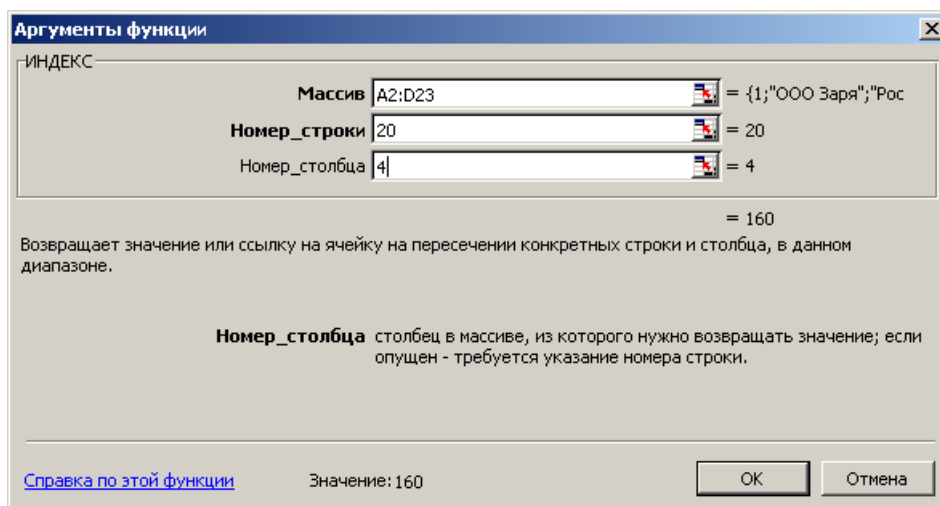 Аргументы функции
ИНДЕКС
Массив A2:D23 = {1;"ООО Заря";"Рос
Номер_строки 20 = 20
Номер_столбца 4 = 4
= 160
Возвращает значение или ссылку на ячейку на пересечении конкретных строки и столбца, в данном
диапазоне.
Номер_столбца столбец в массиве, из которого нужно возвращать значение; если
опущен - требуется указание номера строки.
Справка по этой функции Значение: 160 ОК Отмена